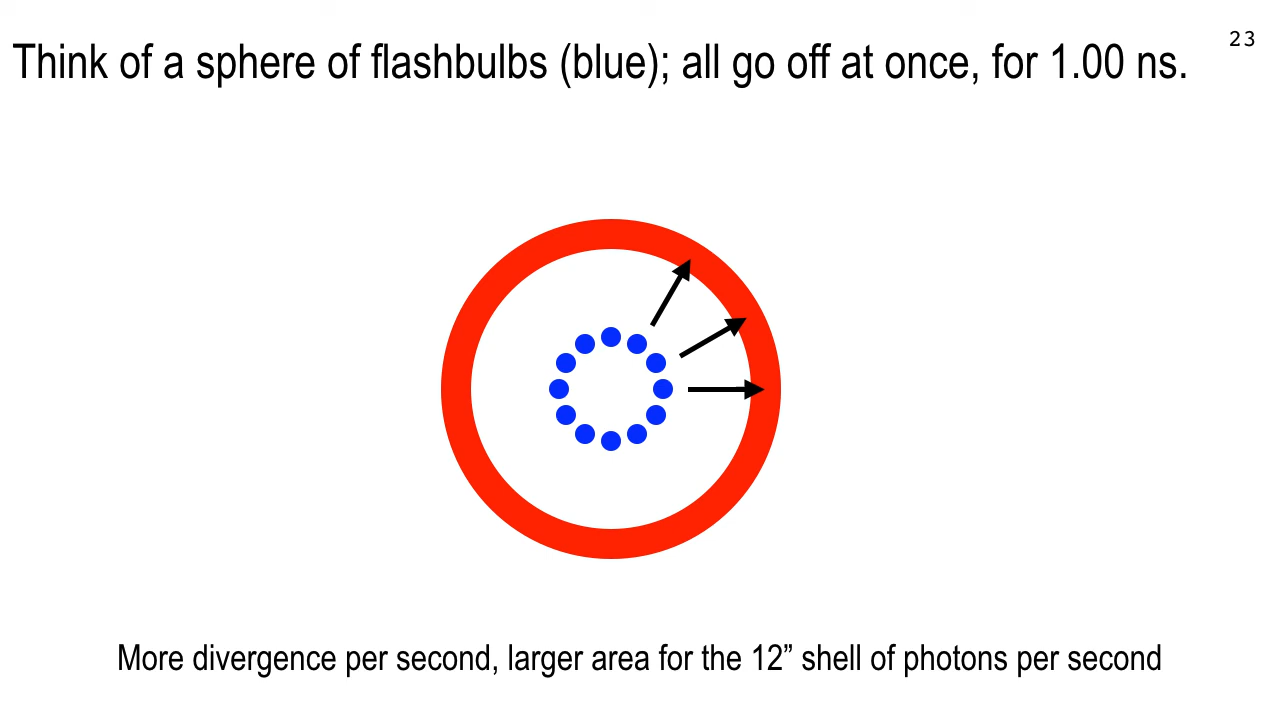 23
Think of a sphere of flashbulbs (blue); all go off at once, for 1.00 ns.
More divergence per second, larger area for the 12” shell of photons per second